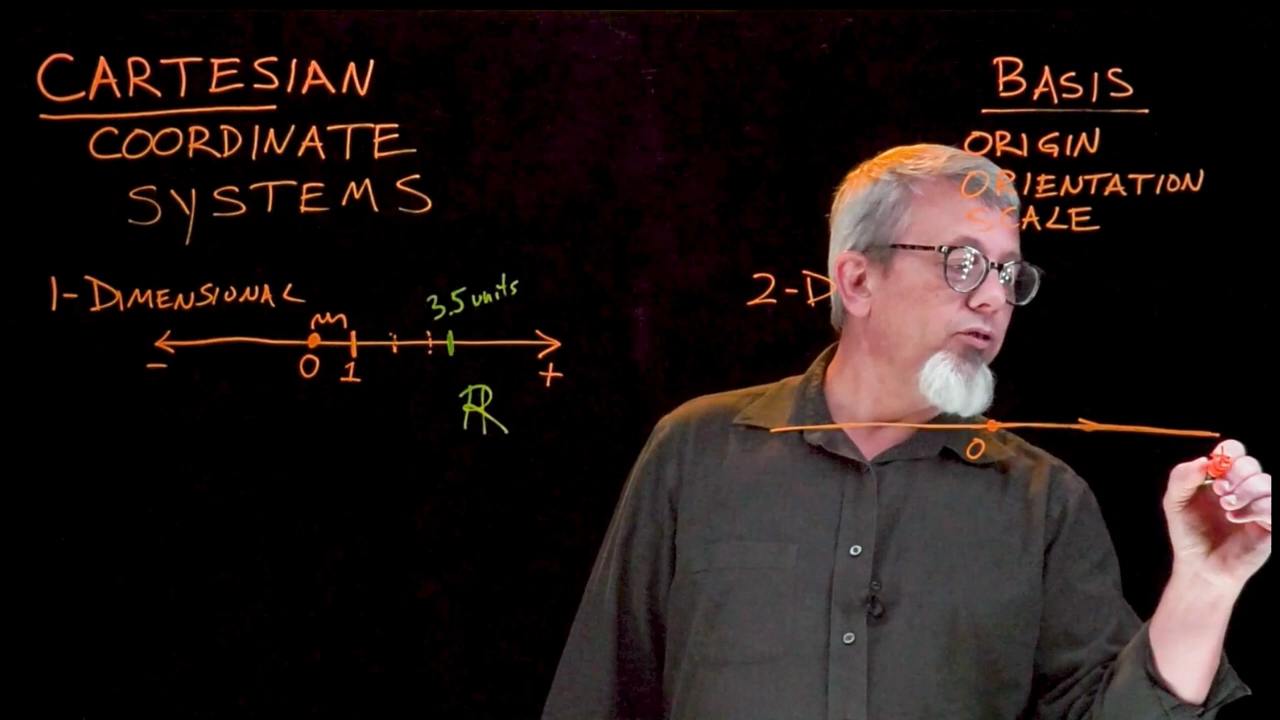 CARTESIAN
COORDINATE
SYSTEMS
1-DIMENSIONAL
3.5 units
- 0 1 +
ℝ
BASIS
ORIGIN
ORIENTATION
SCALE
2-D
0